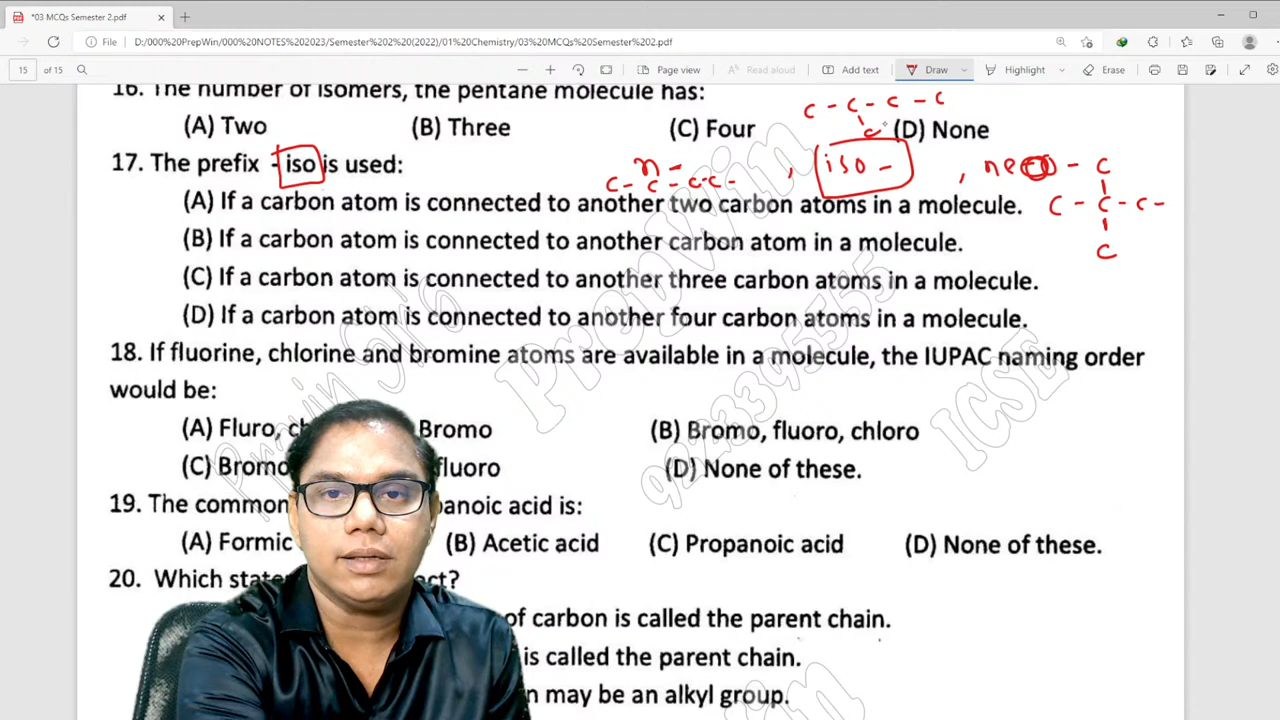 *03 MCQs Semester 2.pdf
File D:/000%20PrepWin/000%20NOTES%202023/Semester%202%20(2022)/01%20Chemistry/03%20MCQs%20Semester%202.pdf
15 of 15 Page view Read aloud Add text Draw Highlight Erase
16. The number of isomers, the pentane molecule has:
C - C - C - C
C
(A) Two (B) Three (C) Four (D) None
17. The prefix - iso is used:
n- , iso - , neo -
C - C - C - C -
C
C - C - C -
C
(A) If a carbon atom is connected to another two carbon atoms in a molecule.
(B) If a carbon atom is connected to another carbon atom in a molecule.
(C) If a carbon atom is connected to another three carbon atoms in a molecule.
(D) If a carbon atom is connected to another four carbon atoms in a molecule.
18. If fluorine, chlorine and bromine atoms are available in a molecule, the IUPAC naming order
would be:
(A) Fluro, ch Bromo (B) Bromo, fluoro, chloro
(C) Bromo fluoro (D) None of these.
19. The common panoic acid is:
(A) Formic (B) Acetic acid (C) Propanoic acid (D) None of these.
20. Which state ct?
of carbon is called the parent chain.
is called the parent chain.
n may be an alkyl group.
Pravin Sir's
PrepWin
9223395555
ICSE